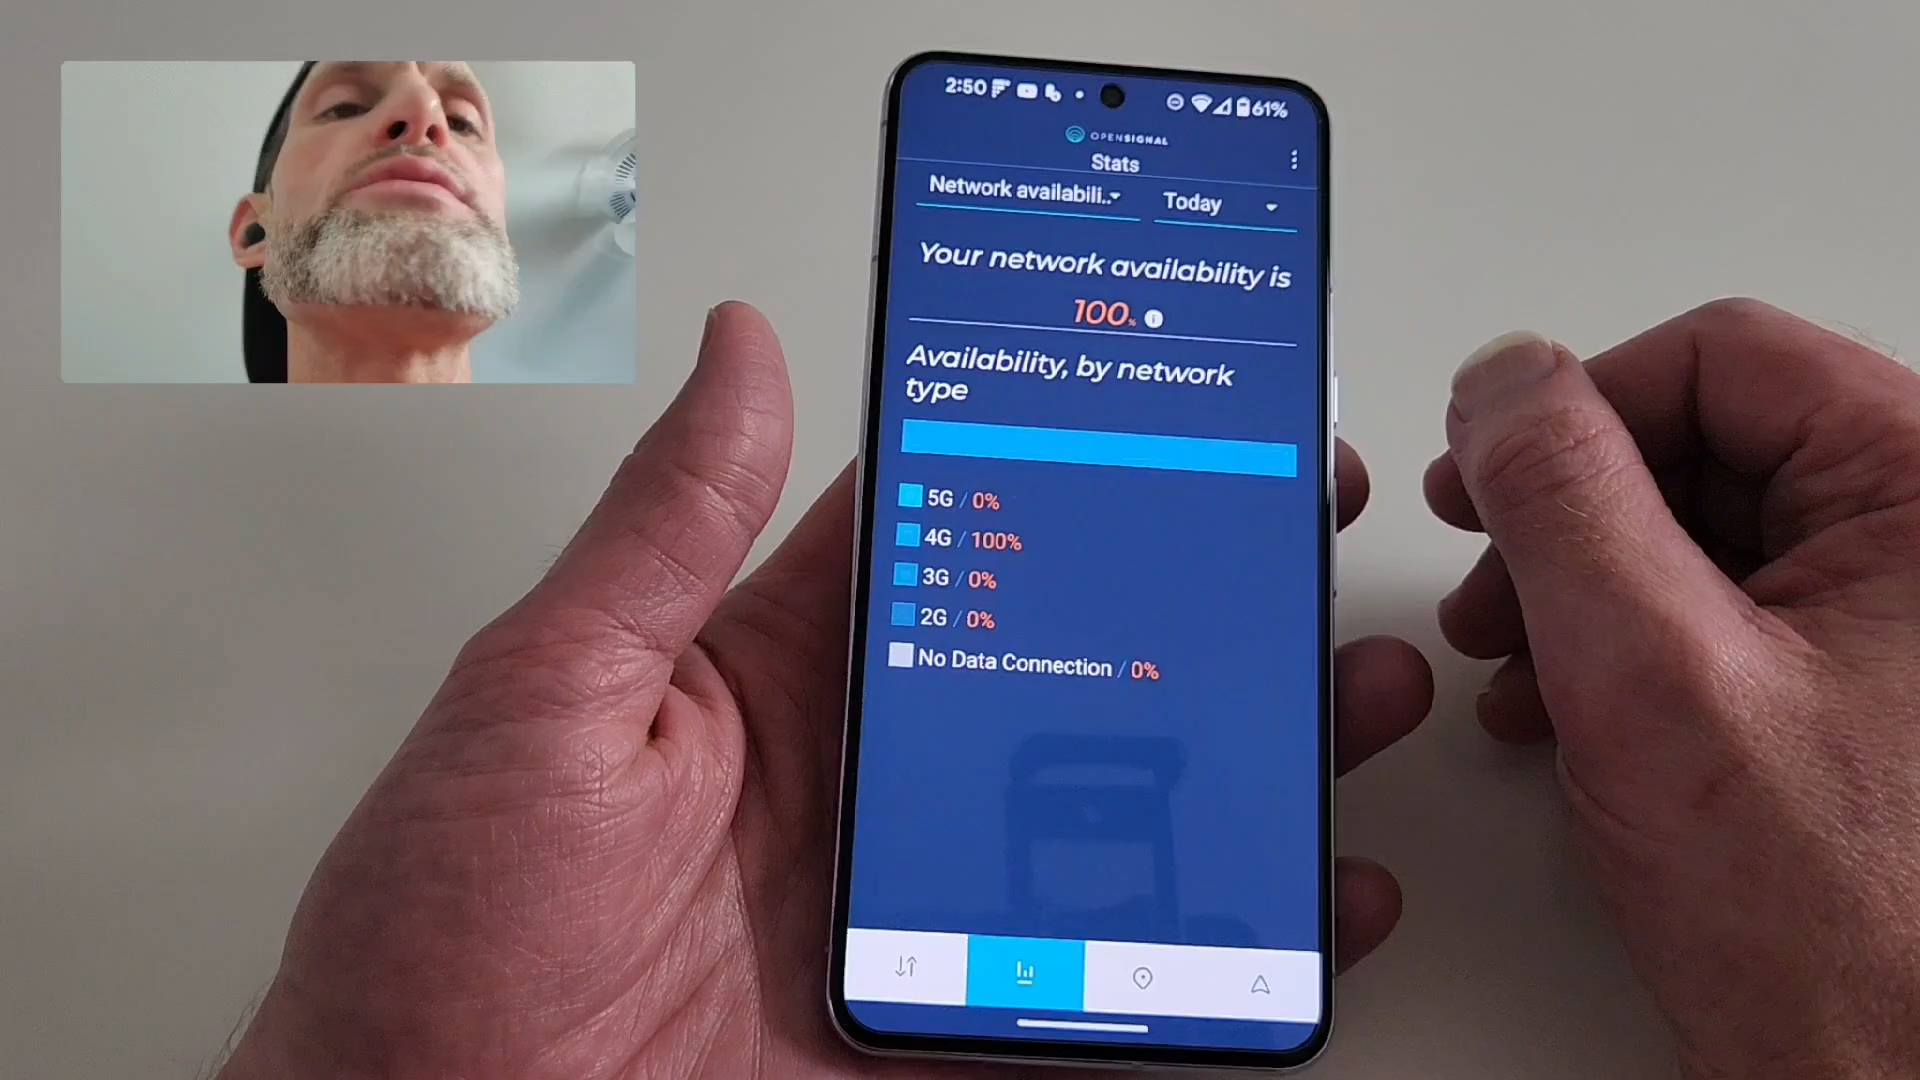 2:50
61%
OPENSIGNAL
Stats
Network availabili..
Today
Your network availability is
100%
Availability, by network
type
5G / 0%
4G / 100%
3G / 0%
2G / 0%
No Data Connection / 0%